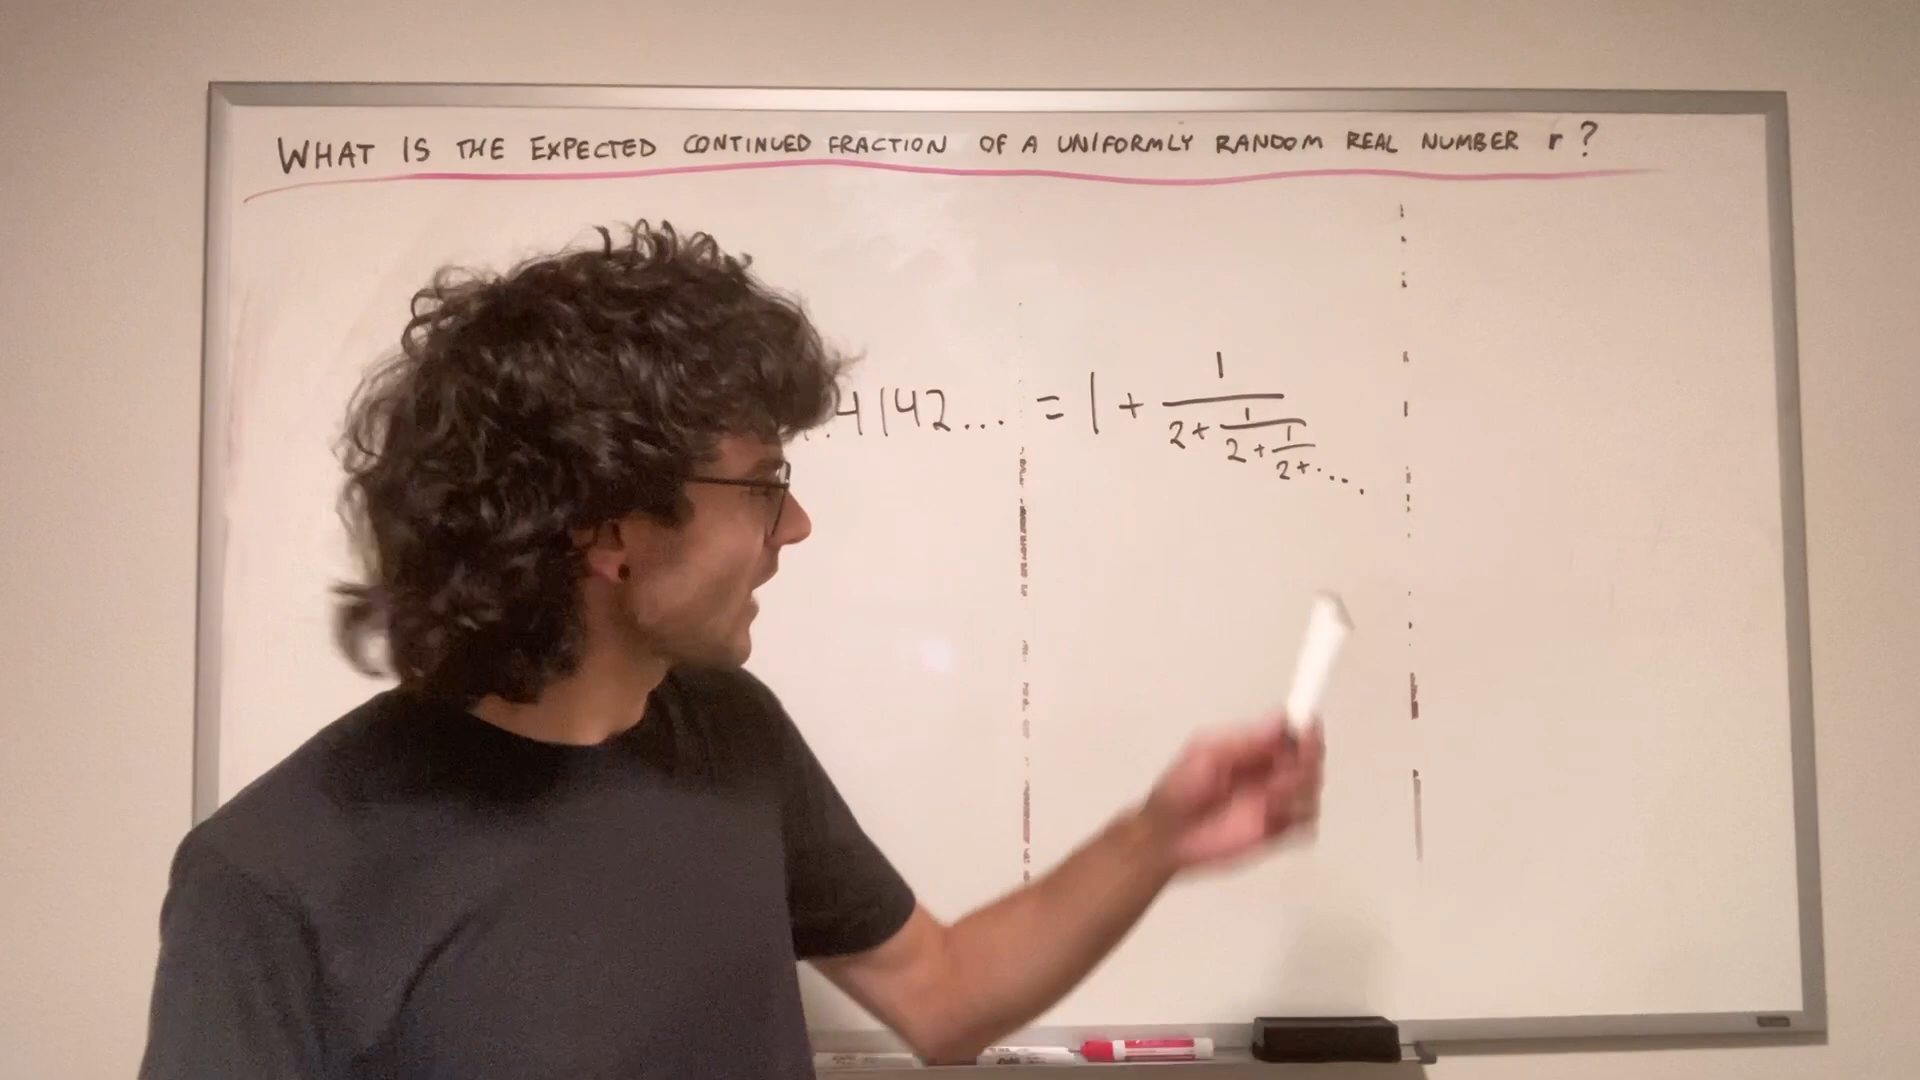 WHAT IS THE EXPECTED CONTINUED FRACTION OF A UNIFORMLY RANDOM REAL NUMBER r?
.4142... = 1 + 1
2 + 1
2 + 1
2 + ...